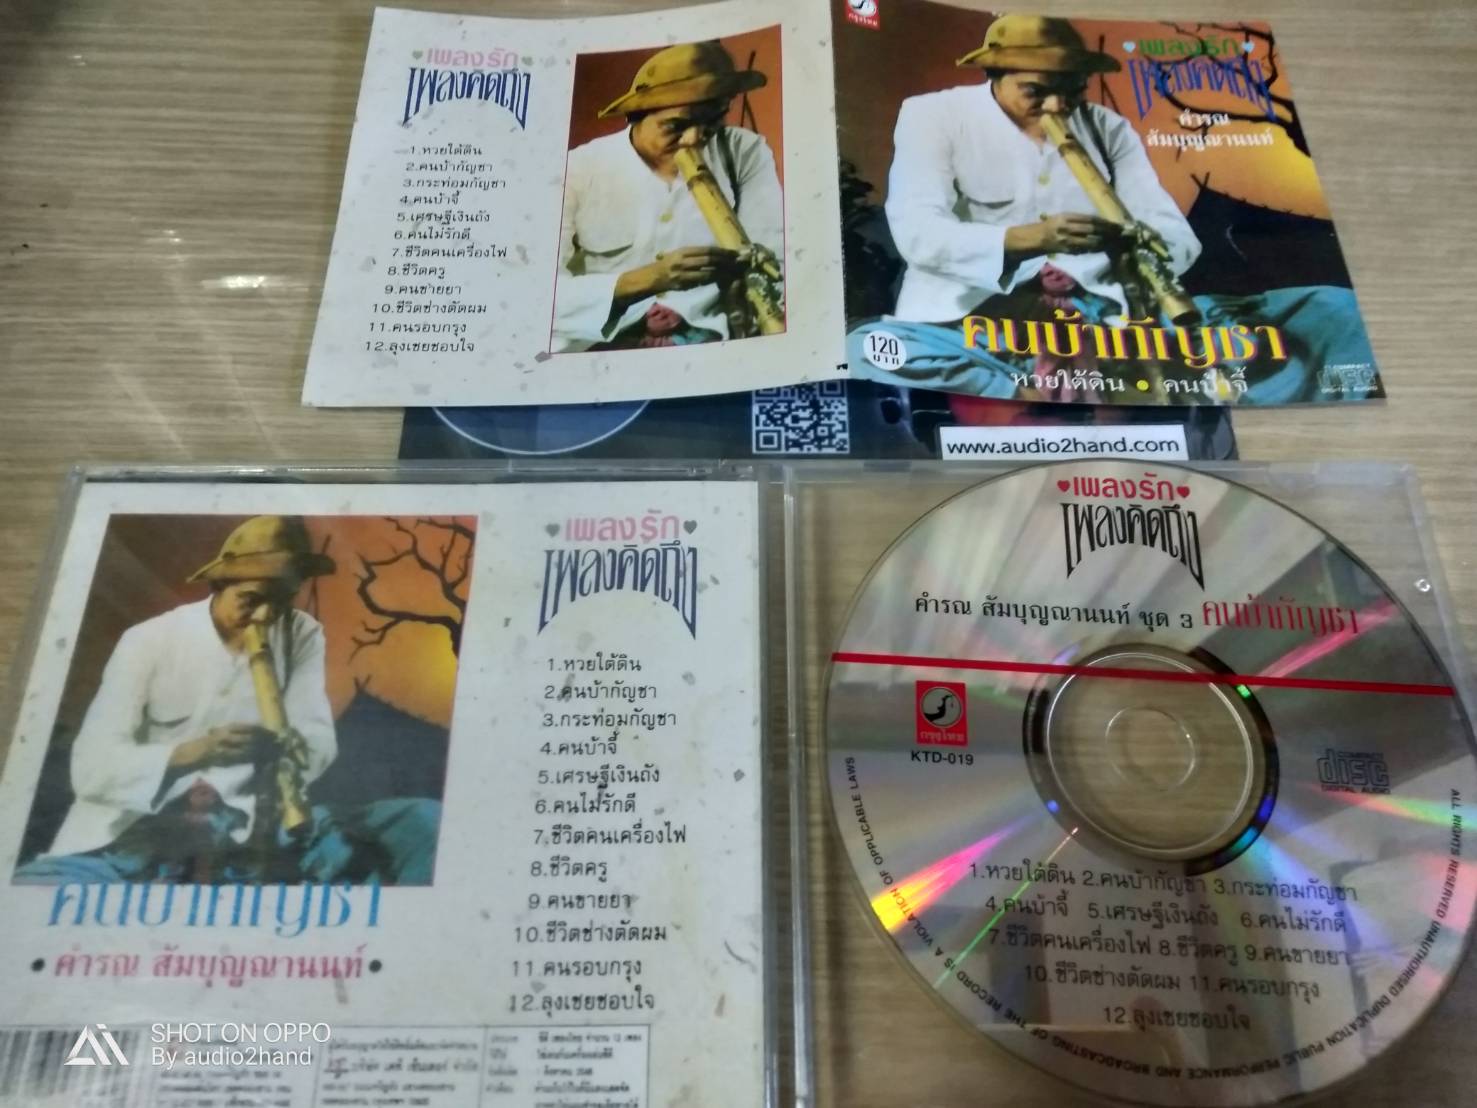 เพลงรัก
เพลงคิดถึง
1.หวยใต้ดิน
2.คนบ้ากัญชา
3.กระท่อมกัญชา
4.คนบ้าจี้
5.เศรษฐีเงินถัง
6.คนไม่รักดี
7.ชีวิตคนเครื่องไฟ
8.ชีวิตครู
9.คนขายยา
10.ชีวิตช่างตัดผม
11.คนรอบกรุง
12.ลุงเชยชอบใจ
กรุงไทย
เพลงรัก
เพลงคิดถึง
คำรณ
สัมบุญณานนท์
คนบ้ากัญชา
120
บาท
หวยใต้ดิน • คนบ้าจี้
COMPACT
disc
DIGITAL AUDIO
www.audio2hand.com
เพลงรัก
เพลงคิดถึง
1.หวยใต้ดิน
2.คนบ้ากัญชา
3.กระท่อมกัญชา
4.คนบ้าจี้
5.เศรษฐีเงินถัง
6.คนไม่รักดี
7.ชีวิตคนเครื่องไฟ
8.ชีวิตครู
9.คนขายยา
10.ชีวิตช่างตัดผม
11.คนรอบกรุง
12.ลุงเชยชอบใจ
คนบ้ากัญชา
• คำรณ สัมบุญณานนท์ •
SHOT ON OPPO
By audio2hand
เพลงรัก
เพลงคิดถึง
คำรณ สัมบุญณานนท์ ชุด 3 คนบ้ากัญชา
กรุงไทย
KTD-019
COMPACT
disc
DIGITAL AUDIO
1.หวยใต้ดิน 2.คนบ้ากัญชา 3.กระท่อมกัญชา
4.คนบ้าจี้ 5.เศรษฐีเงินถัง 6.คนไม่รักดี
7.ชีวิตคนเครื่องไฟ 8.ชีวิตครู 9.คนขายยา
10.ชีวิตช่างตัดผม 11.คนรอบกรุง
12.ลุงเชยชอบใจ
ALL RIGHTS RESERVED UNAUTHORISED DUPLICATION PUBLIC PERFORMANCE AND BROADCASTING OF THE RECORD IS A VIOLATION OF OPPLICABLE LAWS